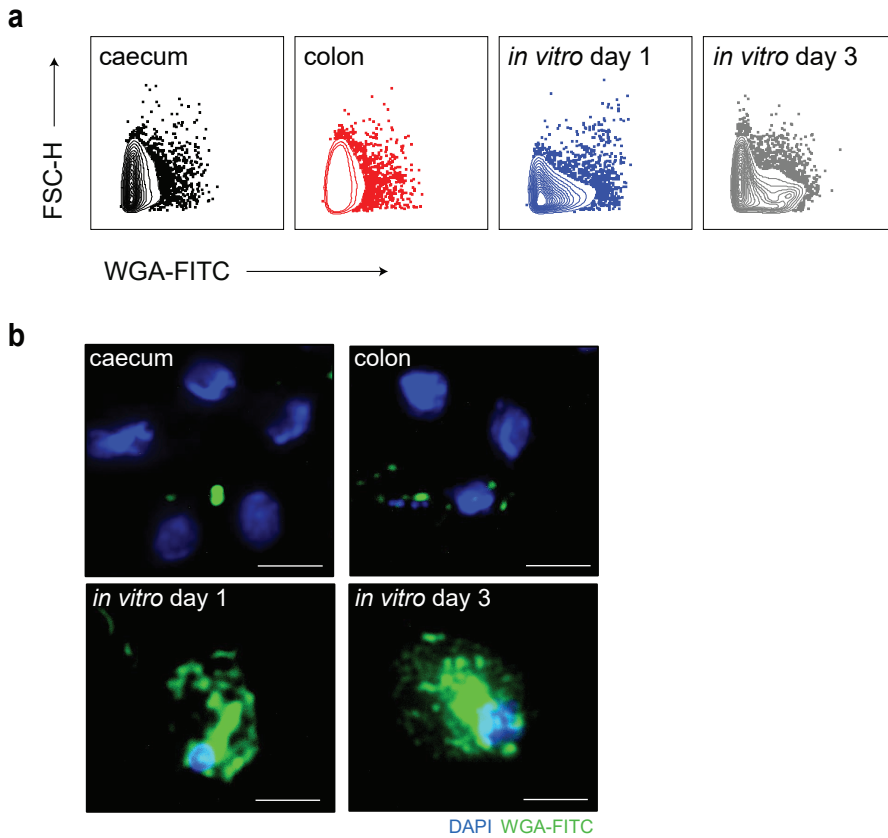 a
caecum
colon
in vitro day 1
in vitro day 3
FSC-H
WGA-FITC
b
caecum
colon
in vitro day 1
in vitro day 3
DAPI WGA-FITC